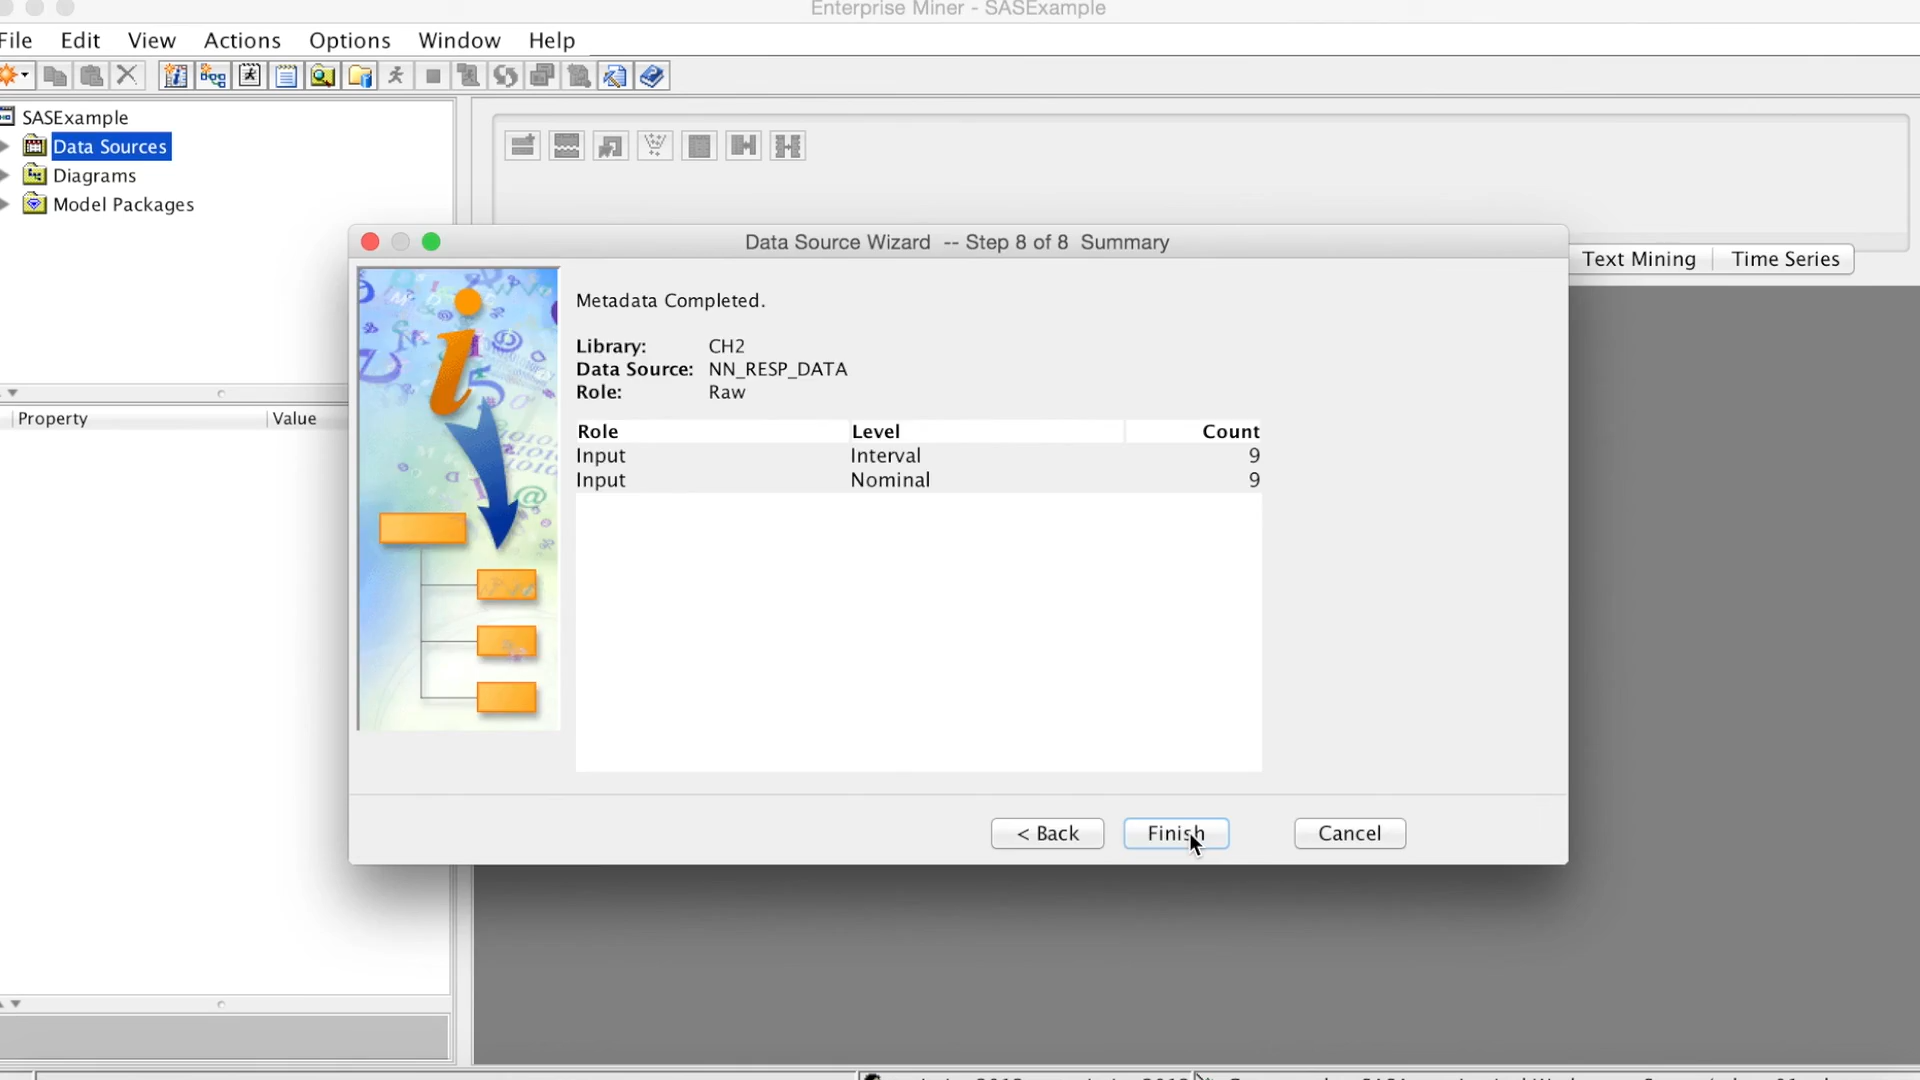 Enterprise Miner - SASExample
File Edit View Actions Options Window Help
SASExample
Data Sources
Diagrams
Model Packages
Text Mining Time Series
Property Value
Data Source Wizard -- Step 8 of 8 Summary
Metadata Completed.
Library: CH2
Data Source: NN_RESP_DATA
Role: Raw
Role Level Count
Input Interval 9
Input Nominal 9
< Back Finish Cancel